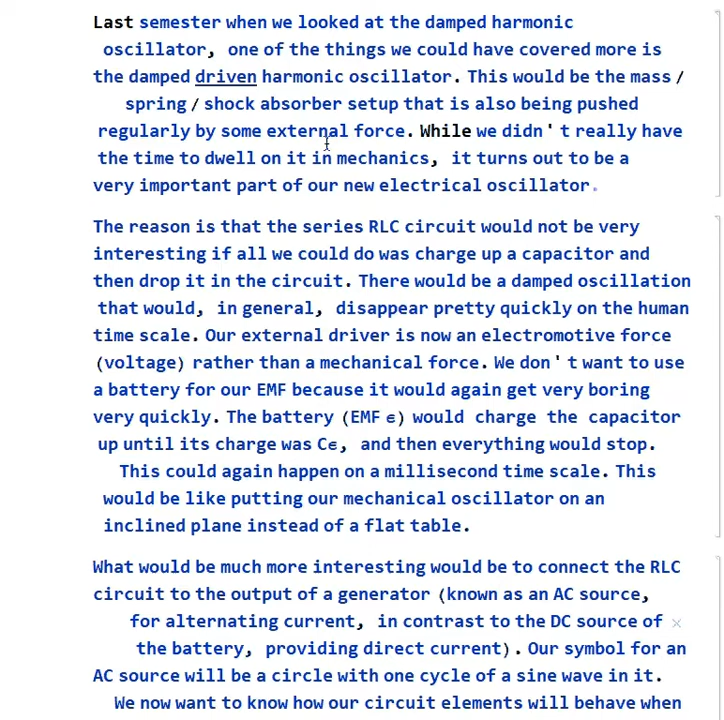 Last semester when we looked at the damped harmonic
oscillator, one of the things we could have covered more is
the damped driven harmonic oscillator. This would be the mass /
spring / shock absorber setup that is also being pushed
regularly by some external force. While we didn't really have
the time to dwell on it in mechanics, it turns out to be a
very important part of our new electrical oscillator.
The reason is that the series RLC circuit would not be very
interesting if all we could do was charge up a capacitor and
then drop it in the circuit. There would be a damped oscillation
that would, in general, disappear pretty quickly on the human
time scale. Our external driver is now an electromotive force
(voltage) rather than a mechanical force. We don't want to use
a battery for our EMF because it would again get very boring
very quickly. The battery (EMF ϵ) would charge the capacitor
up until its charge was Cϵ, and then everything would stop.
This could again happen on a millisecond time scale. This
would be like putting our mechanical oscillator on an
inclined plane instead of a flat table.
What would be much more interesting would be to connect the RLC
circuit to the output of a generator (known as an AC source,
for alternating current, in contrast to the DC source of
the battery, providing direct current). Our symbol for an
AC source will be a circle with one cycle of a sine wave in it.
We now want to know how our circuit elements will behave when